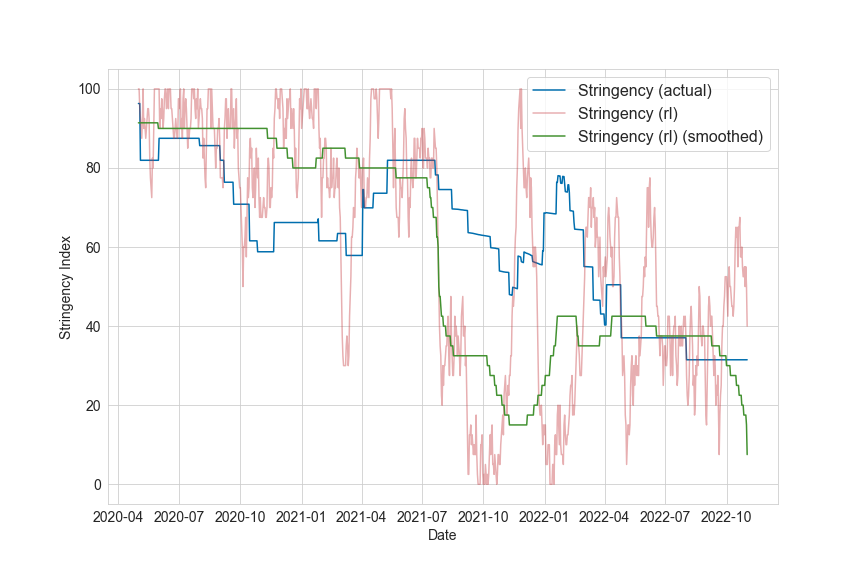 Stringency (actual)
Stringency (rl)
Stringency (rl) (smoothed)
100
80
60
40
20
0
Stringency Index
2020-04 2020-07 2020-10 2021-01 2021-04 2021-07 2021-10 2022-01 2022-04 2022-07 2022-10
Date